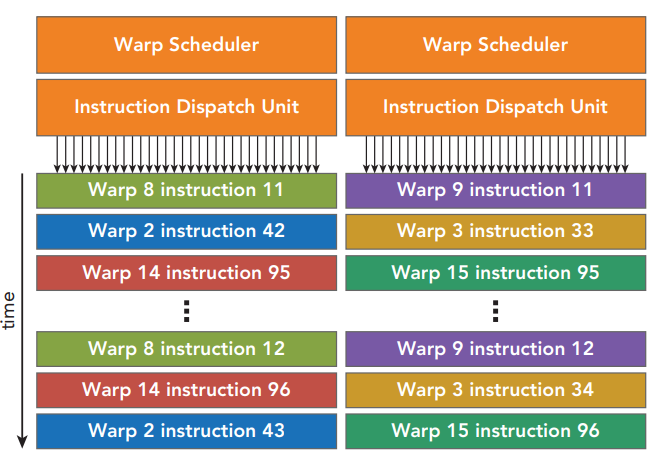 Warp Scheduler
Warp Scheduler
Instruction Dispatch Unit
Instruction Dispatch Unit
Warp 8 instruction 11
Warp 9 instruction 11
Warp 2 instruction 42
Warp 3 instruction 33
Warp 14 instruction 95
Warp 15 instruction 95
Warp 8 instruction 12
Warp 9 instruction 12
Warp 14 instruction 96
Warp 3 instruction 34
Warp 2 instruction 43
Warp 15 instruction 96
time